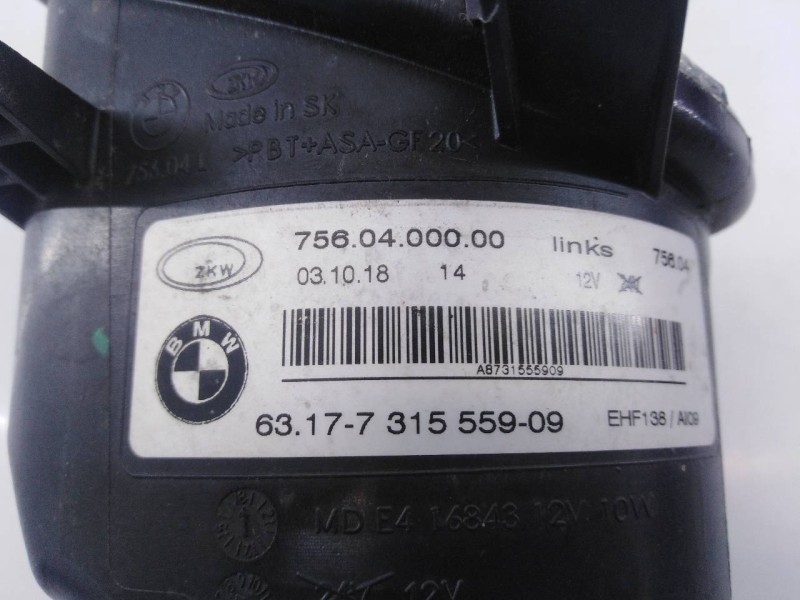 ZKW
Made in SK
>PBT+ASA-GF20<
ZKW
756.04.000.00 links 756.04
03.10.18 14 12V
BMW
A8731555909
63.17-7 315 559-09 EHF138 / AI09
MD E4 16843 12V 10W
12V